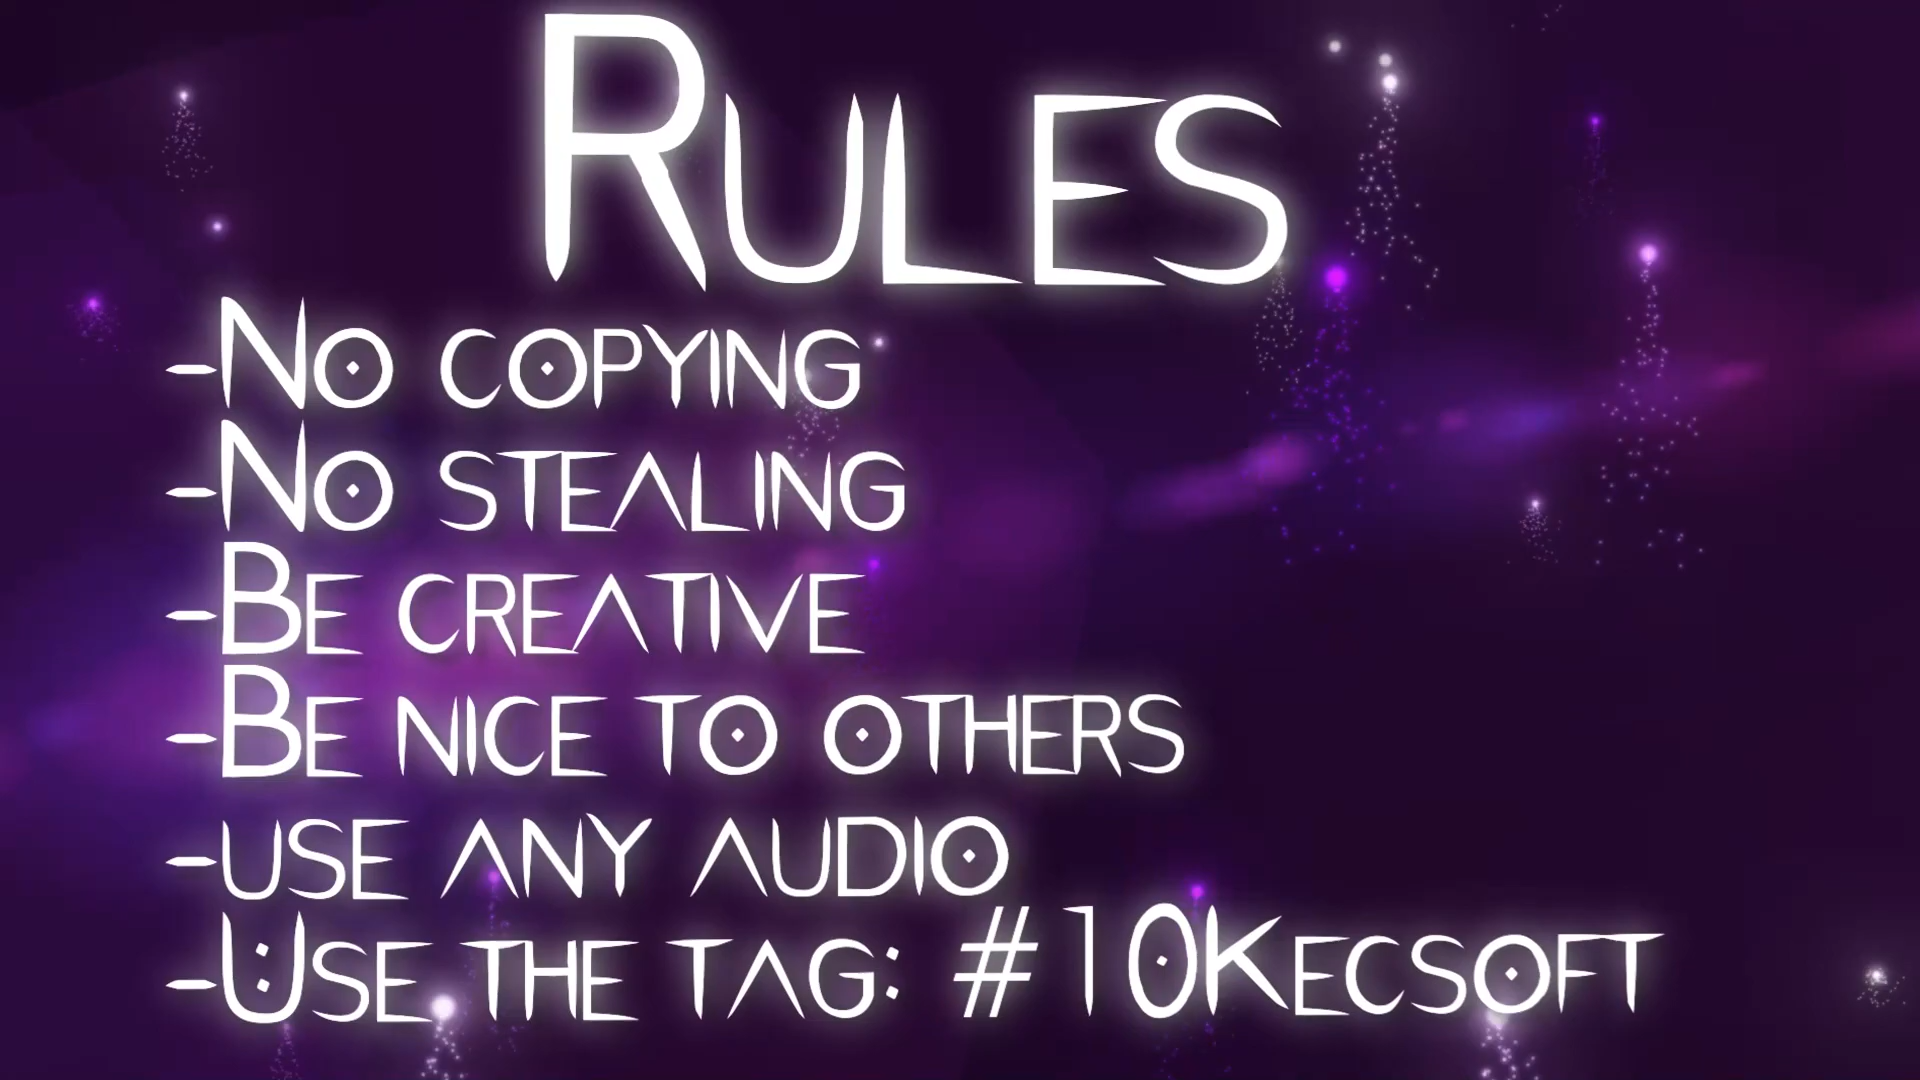 Rules
-No copying
-No stealing
-Be creative
-Be nice to others
-use any audio
-Use the tag: #10Kecsoft